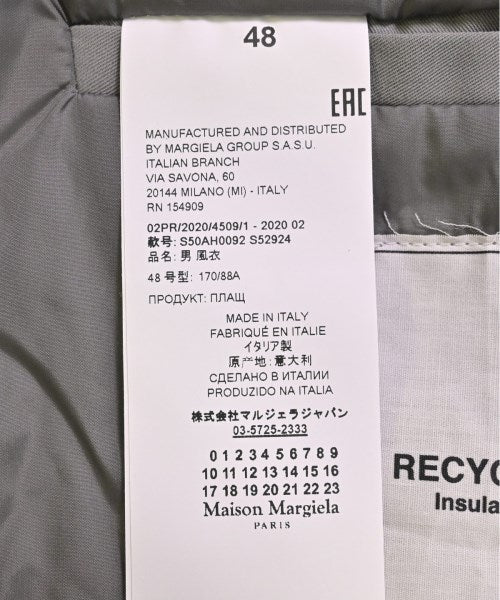 48
EAC
MANUFACTURED AND DISTRIBUTED
BY MARGIELA GROUP S.A.S.U.
ITALIAN BRANCH
VIA SAVONA, 60
20144 MILANO (MI) - ITALY
RN 154909
02PR/2020/4509/1 - 2020 02
款号: S50AH0092 S52924
品名: 男 風衣
48 号型: 170/88A
ПРОДУКТ: ПЛАЩ
MADE IN ITALY
FABRIQUÉ EN ITALIE
イタリア製
原产地: 意大利
СДЕЛАНО В ИТАЛИИ
PRODUZIDO NA ITALIA
株式会社マルジェラジャパン
03-5725-2333
0 1 2 3 4 5 6 7 8 9
10 11 12 13 14 15 16
17 18 19 20 21 22 23
Maison Margiela
PARIS
RECYC
Insula